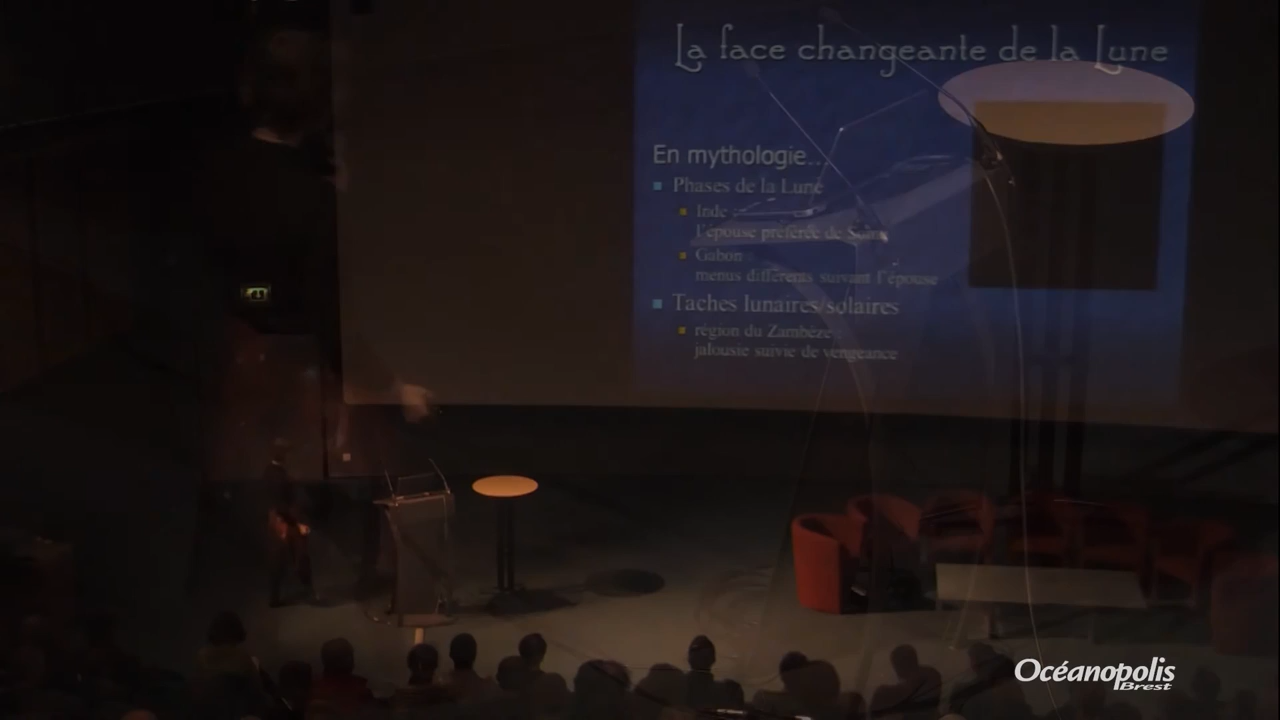 La face changeante de la Lune
En mythologie...
Phases de la Lune
Inde
l'épouse préférée de Soma
Gabon
menus différents suivant l'épouse
Taches lunaires/solaires
région du Zambèze
jalousie suivie de vengeance
Océanopolis
Brest